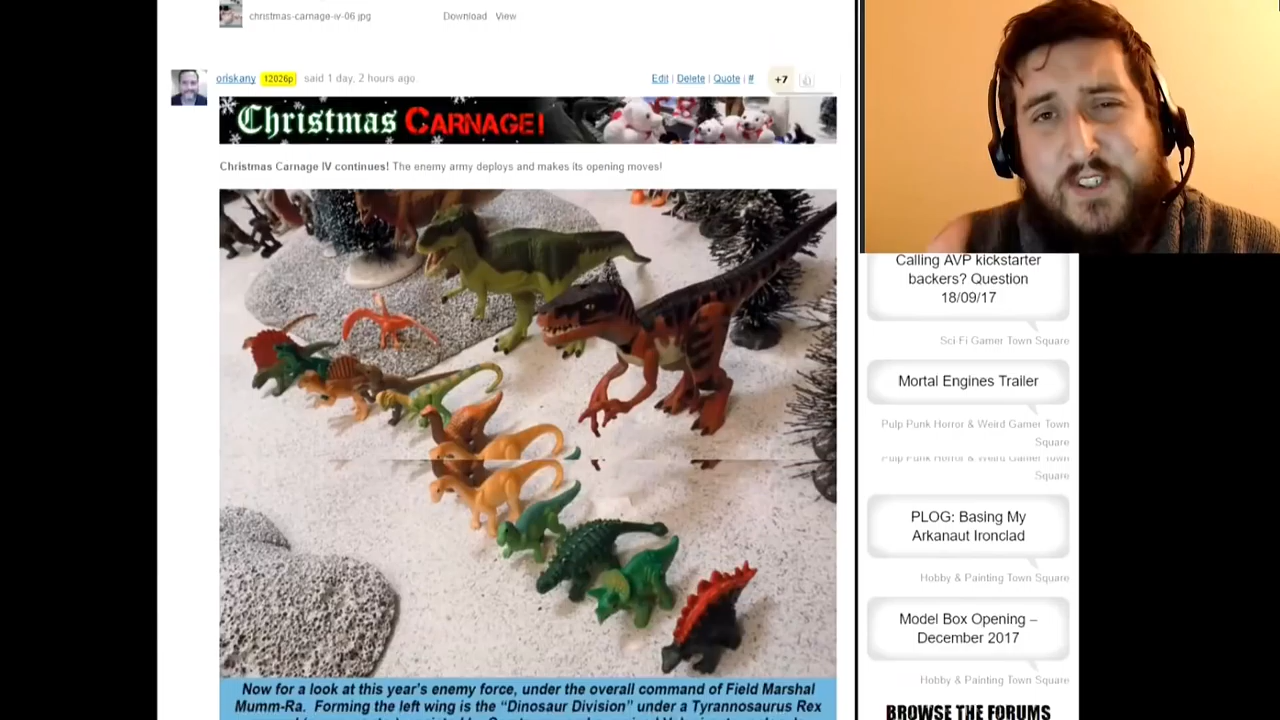 christmas-carnage-iv-06 jpg Download View
oriskany 12026p said 1 day, 2 hours ago Edit | Delete | Quote | # +7
Christmas CARNAGE!
Christmas Carnage IV continues! The enemy army deploys and makes its opening moves!
Now for a look at this year's enemy force, under the overall command of Field Marshal
Mumm-Ra. Forming the left wing is the "Dinosaur Division" under a Tyrannosaurus Rex
Calling AVP kickstarter
backers? Question
18/09/17
Sci Fi Gamer Town Square
Mortal Engines Trailer
Pulp Punk Horror & Weird Gamer Town
Square
Pulp Punk Horror & Weird Gamer Town
Square
PLOG: Basing My
Arkanaut Ironclad
Hobby & Painting Town Square
Model Box Opening –
December 2017
Hobby & Painting Town Square
BROWSE THE FORUMS